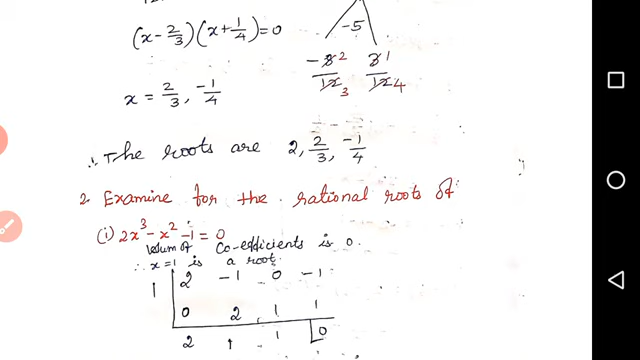 -5
(x - 2/3) (x + 1/4) = 0
-8 2 / 12 3   3 1 / 12 4
x = 2/3, -1/4
∴ The roots are 2, 2/3, -1/4
2. Examine for the rational roots of
(i) 2x³ - x² - 1 = 0
sum of Co-efficients is 0.
∴ x = 1 is a root.
1 | 2 -1 0 -1
0 2 1 1
2 1 1 0